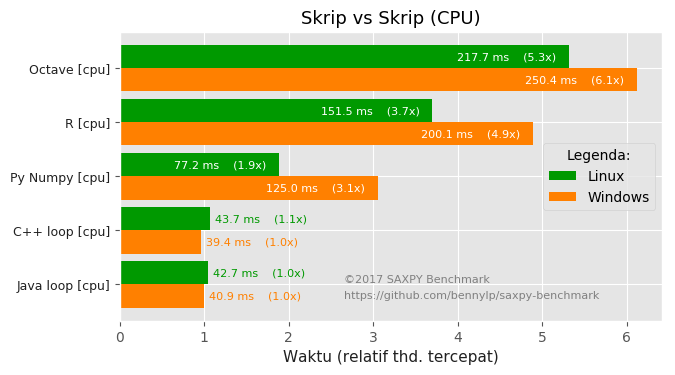 Skrip vs Skrip (CPU)
Octave [cpu]
217.7 ms (5.3x)
250.4 ms (6.1x)
R [cpu]
151.5 ms (3.7x)
200.1 ms (4.9x)
Py Numpy [cpu]
77.2 ms (1.9x)
125.0 ms (3.1x)
C++ loop [cpu]
43.7 ms (1.1x)
39.4 ms (1.0x)
Java loop [cpu]
42.7 ms (1.0x)
40.9 ms (1.0x)
Legenda:
Linux
Windows
©2017 SAXPY Benchmark
https://github.com/bennylp/saxpy-benchmark
0 1 2 3 4 5 6
Waktu (relatif thd. tercepat)